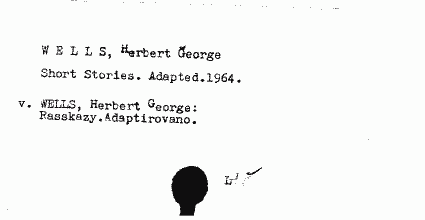 W E L L S, Herbert George
Short Stories. Adapted.1964.
v. WELLS, Herbert George:
Rasskazy.Adaptirovano.